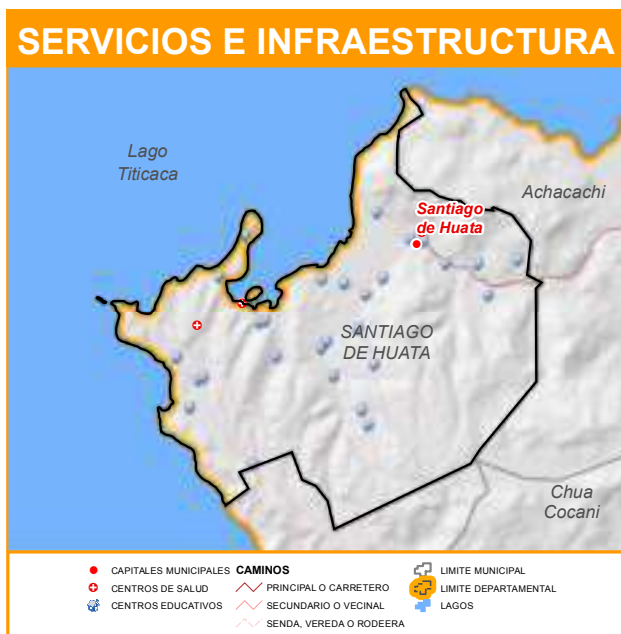 SERVICIOS E INFRAESTRUCTURA
Lago
Titicaca
Achacachi
Santiago
de Huata
SANTIAGO
DE HUATA
Chua
Cocani
CAPITALES MUNICIPALES
CENTROS DE SALUD
CENTROS EDUCATIVOS
CAMINOS
PRINCIPAL O CARRETERO
SECUNDARIO O VECINAL
SENDA, VEREDA O RODEERA
LIMITE MUNICIPAL
LIMITE DEPARTAMENTAL
LAGOS